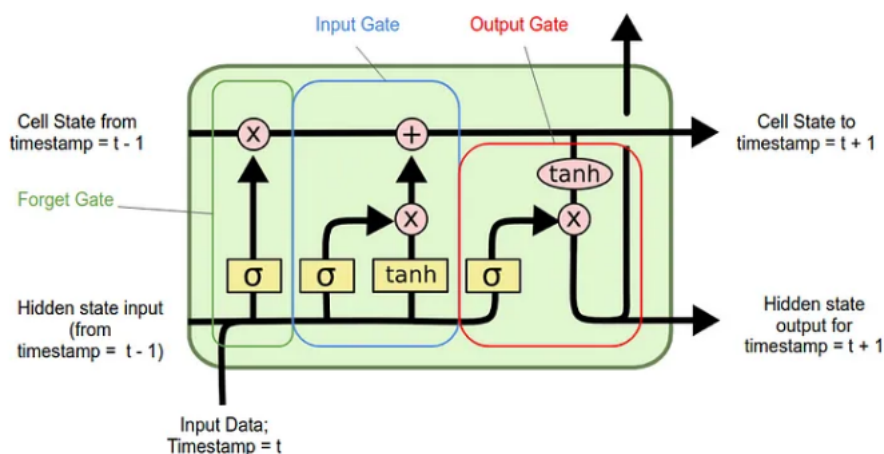 Input Gate
Output Gate
Cell State from
timestamp = t - 1
x
+
Cell State to
timestamp = t + 1
tanh
Forget Gate
x
x
σ
σ
tanh
σ
Hidden state input
(from
timestamp = t - 1)
Hidden state
output for
timestamp = t + 1
Input Data;
Timestamp = t